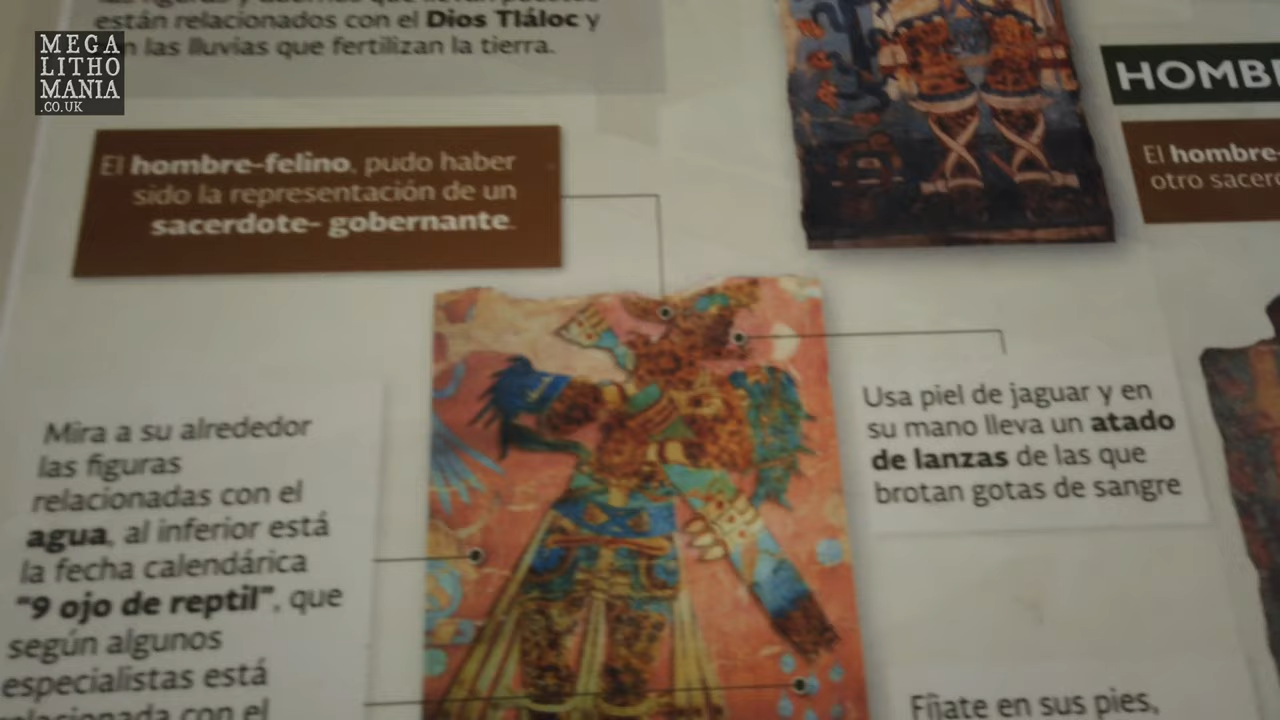 están relacionados con el Dios Tláloc y
las lluvias que fertilizan la tierra.
MEGA
LITHO
MANIA
.CO.UK
El hombre-felino, pudo haber
sido la representación de un
sacerdote- gobernante.
HOMB
El hombre-
otro sacer
Usa piel de jaguar y en
su mano lleva un atado
de lanzas de las que
brotan gotas de sangre
Mira a su alrededor
las figuras
relacionadas con el
agua, al inferior está
la fecha calendárica
"9 ojo de reptil", que
según algunos
especialistas está
relacionada con el
Fíjate en sus pies,